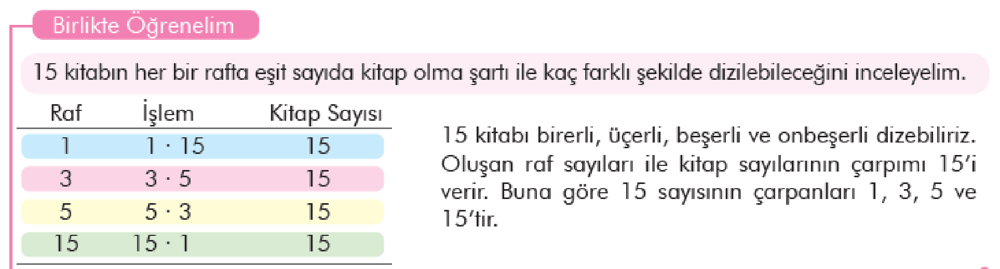 Birlikte Öğrenelim
15 kitabın her bir rafta eşit sayıda kitap olma şartı ile kaç farklı şekilde dizilebileceğini inceleyelim.
Raf İşlem Kitap Sayısı
1 1 · 15 15
3 3 · 5 15
5 5 · 3 15
15 15 · 1 15
15 kitabı birerli, üçerli, beşerli ve onbeşerli dizebiliriz.
Oluşan raf sayıları ile kitap sayılarının çarpımı 15’i
verir. Buna göre 15 sayısının çarpanları 1, 3, 5 ve
15’tir.